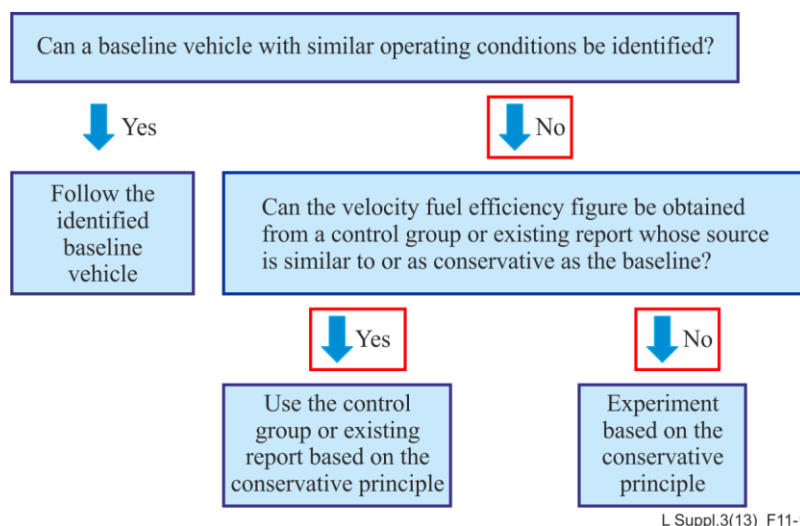 Can a baseline vehicle with similar operating conditions be identified?
Yes
No
Follow the
identified
baseline
vehicle
Can the velocity fuel efficiency figure be obtained
from a control group or existing report whose source
is similar to or as conservative as the baseline?
Yes
No
Use the control
group or existing
report based on the
conservative principle
Experiment
based on the
conservative
principle
L Suppl.3(13)_F11-